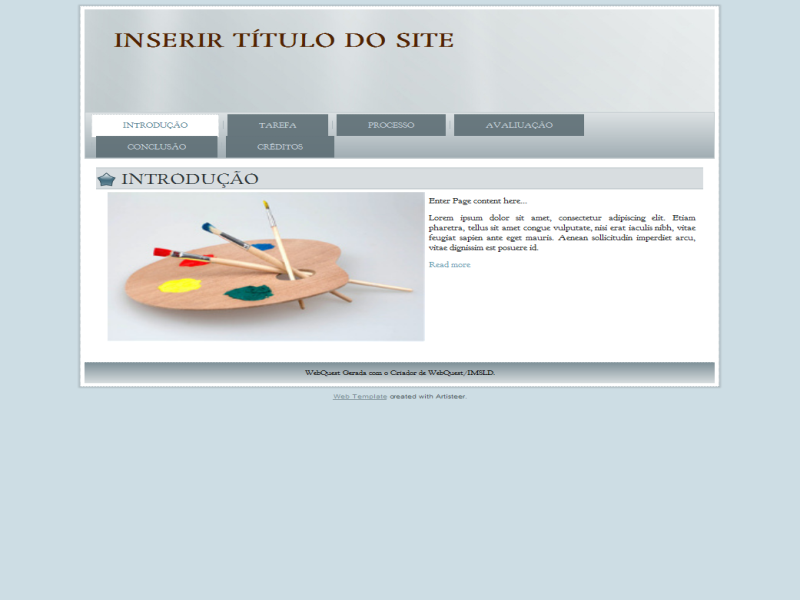 INSERIR TÍTULO DO SITE
INTRODUÇÃO
TAREFA
PROCESSO
AVALIUAÇÃO
CONCLUSÃO
CRÉDITOS
INTRODUÇÃO
Enter Page content here...
Lorem ipsum dolor sit amet, consectetur adipiscing elit. Etiam
pharetra, tellus sit amet congue vulputate, nisi erat iaculis nibh, vitae
feugiat sapien ante eget mauris. Aenean sollicitudin imperdiet arcu,
vitae dignissim est posuere id.
Read more
WebQuest Gerada com o Criador de WebQuest/IMSLD.
Web Template created with Artisteer.